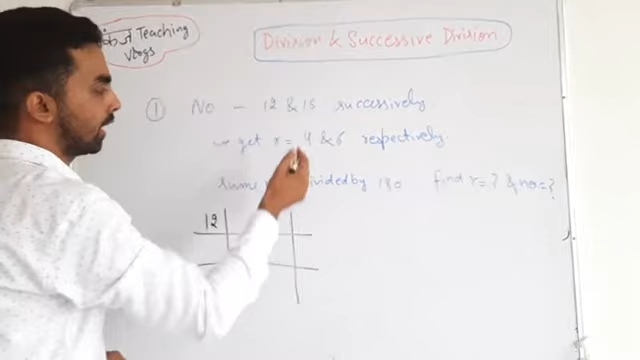 Teaching
Vlogs
Division & Successive Division
① NO - 12 & 15 successively
we get r = 4 & 6 respectively.
same divided by 180 find r = ? & no = ?
12